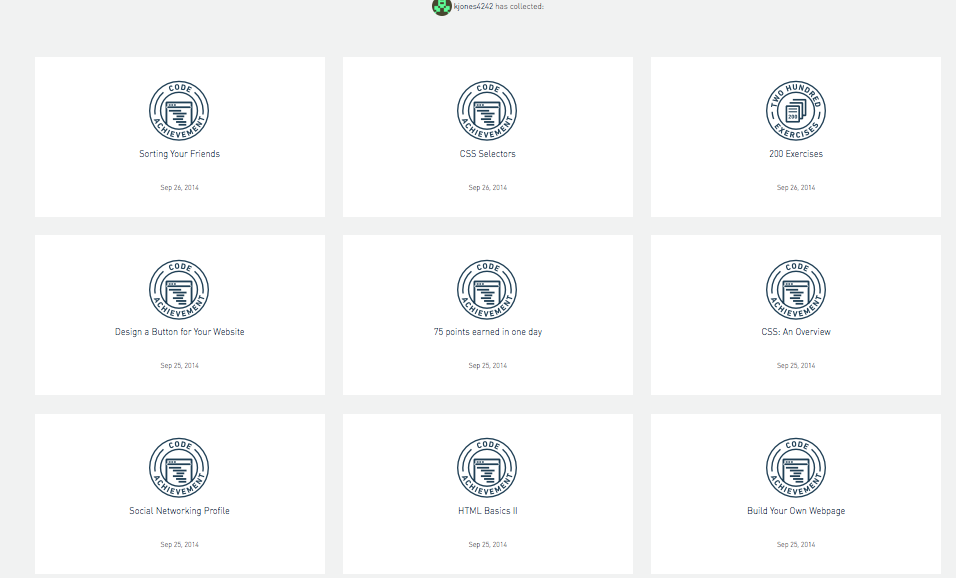 kjones4242 has collected:
CODE ACHIEVEMENT
Sorting Your Friends
Sep 26, 2014
CODE ACHIEVEMENT
CSS Selectors
Sep 26, 2014
TWO HUNDRED EXERCISES
200
200 Exercises
Sep 26, 2014
CODE ACHIEVEMENT
Design a Button for Your Website
Sep 25, 2014
CODE ACHIEVEMENT
75 points earned in one day
Sep 25, 2014
CODE ACHIEVEMENT
CSS: An Overview
Sep 25, 2014
CODE ACHIEVEMENT
Social Networking Profile
Sep 25, 2014
CODE ACHIEVEMENT
HTML Basics II
Sep 25, 2014
CODE ACHIEVEMENT
Build Your Own Webpage
Sep 25, 2014